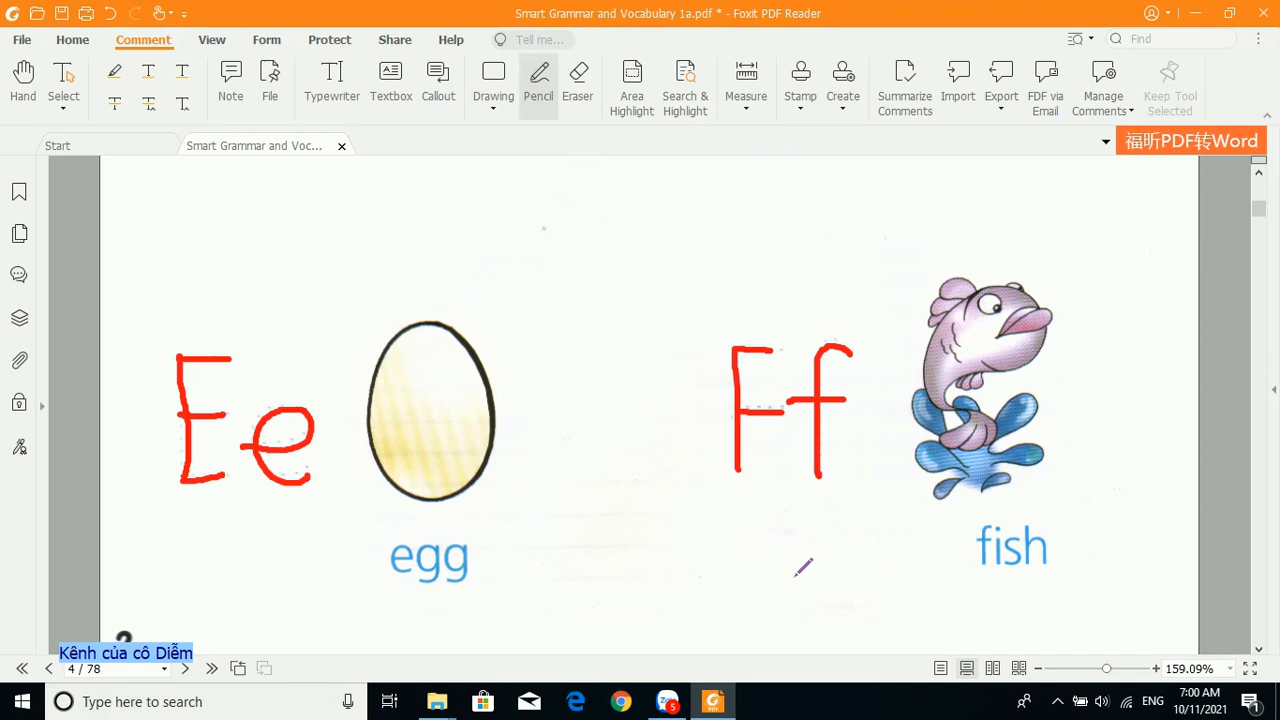 Smart Grammar and Vocabulary 1a.pdf * - Foxit PDF Reader
File Home Comment View Form Protect Share Help Tell me... Find
Hand Select Note File Typewriter Textbox Callout Drawing Pencil Eraser Area Highlight Search & Highlight Measure Stamp Create Summarize Comments Import Export FDF via Email Manage Comments Keep Tool Selected
Start Smart Grammar and Voc... 福昕PDF转Word
Ee Ff
egg fish
Kênh của cô Diễm
4 / 78 159.09%
Type here to search ENG 7:00 AM
10/11/2021